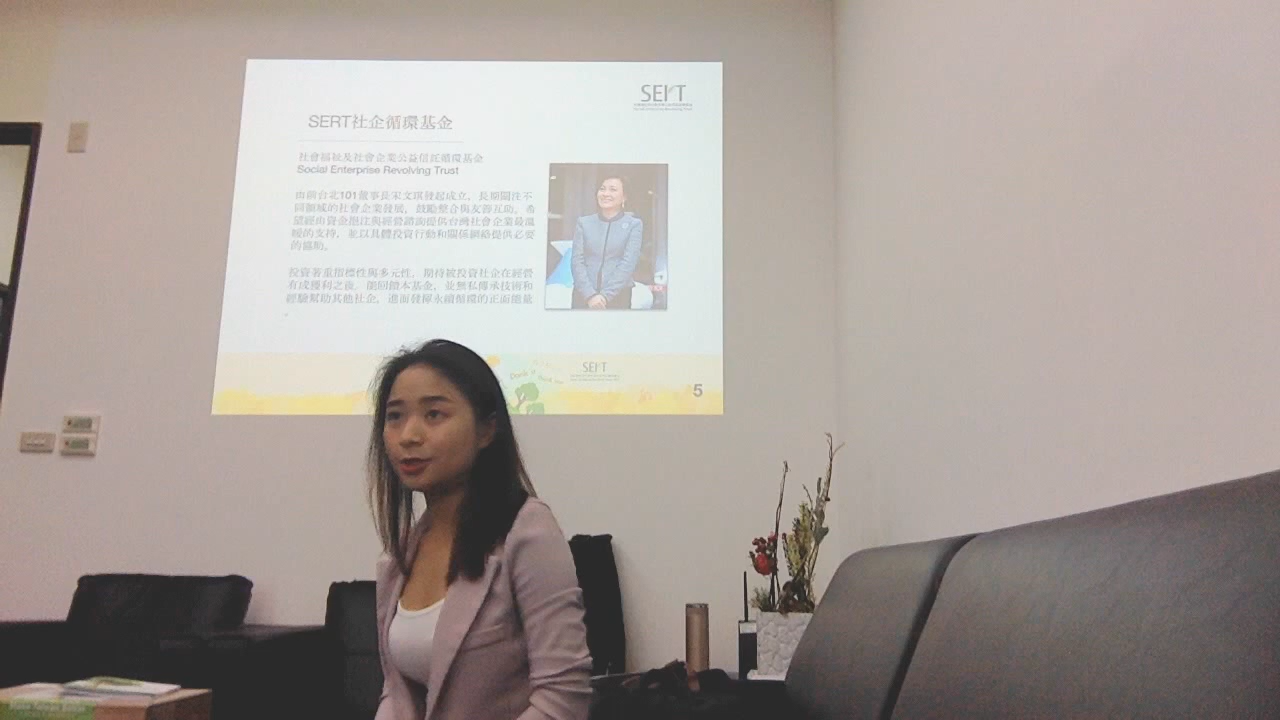 SERT
SERT社企循環基金
社會福祉及社會企業公益信託循環基金
Social Enterprise Revolving Trust
由前台北101董事長宋文琪發起成立，長期關注不
同領域的社會企業發展，鼓勵整合與友善互助，希
望經由資金挹注與經營諮詢提供台灣社會企業最溫
暖的支持，並以具體投資行動和關係網絡提供必要
的協助。
投資著重指標性與多元性，期待被投資社企在經營
有成獲利之後，能回饋本基金，並無私傳承技術和
經驗幫助其他社企，進而發揮永續循環的正面能量
SERT
5